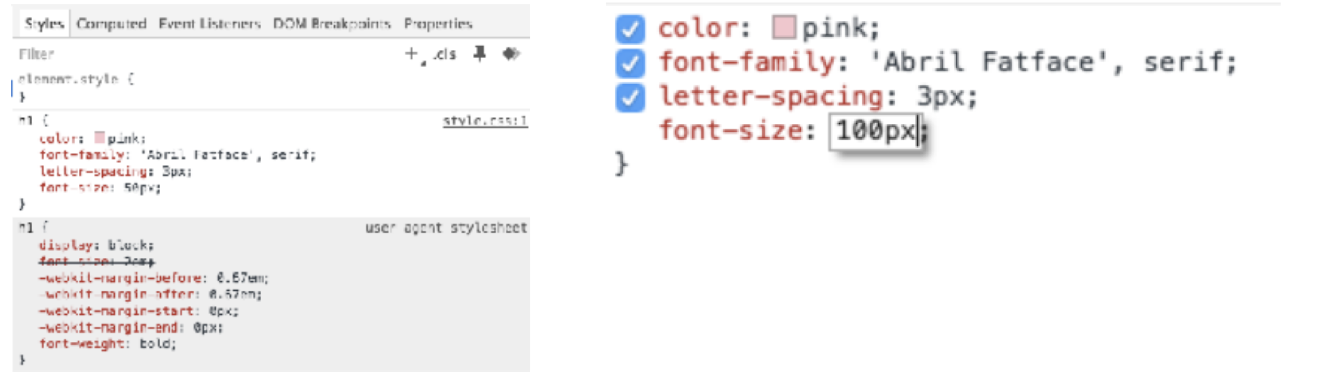 Styles Computed Event Listeners DOM Breakpoints Properties
Filter + .cls
element.style {
}
h1 { style.css:1
color: pink;
font-family: 'Abril Fatface', serif;
letter-spacing: 3px;
font-size: 50px;
}
h1 { user agent stylesheet
display: block;
font-size: 2em;
-webkit-margin-before: 0.67em;
-webkit-margin-after: 0.67em;
-webkit-margin-start: 0px;
-webkit-margin-end: 0px;
font-weight: bold;
}
color: pink;
font-family: 'Abril Fatface', serif;
letter-spacing: 3px;
font-size: 100px;
}